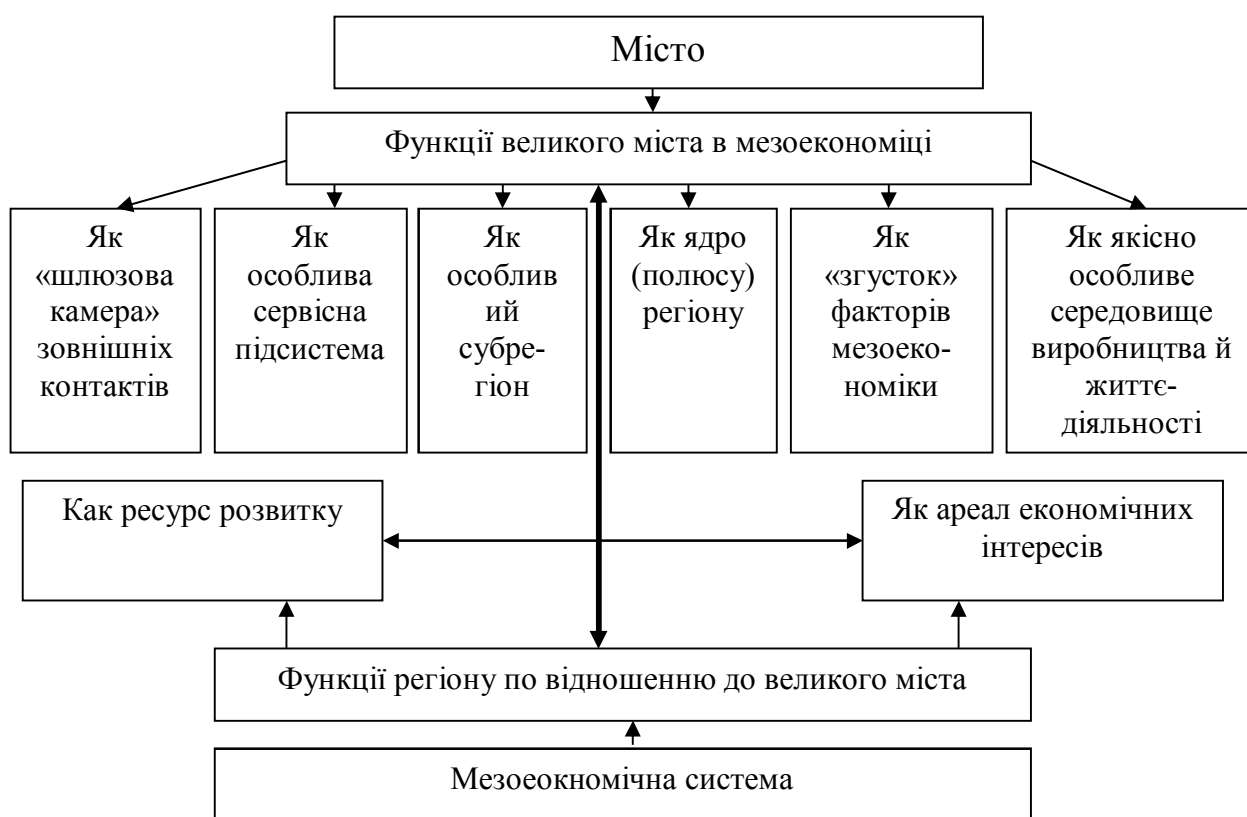 Місто
Функції великого міста в мезоекономіці
Як
«шлюзова
камера»
зовнішніх
контактів
Як
особлива
сервісна
підсистема
Як
особлив
ий
субре-
гіон
Як ядро
(полюсу)
регіону
Як
«згусток»
факторів
мезоеко-
номіки
Як якісно
особливе
середовище
виробництва й
життє-
діяльності
Как ресурс розвитку
Як ареал економічних
інтересів
Функції регіону по відношенню до великого міста
Мезоеокномічна система